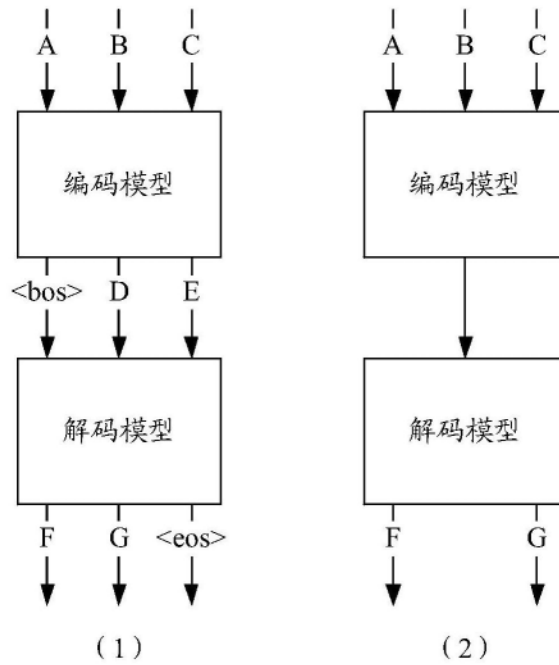 A B C A B C
编码模型 编码模型
<bos> D E
解码模型 解码模型
F G <eos> F G
(1) (2)